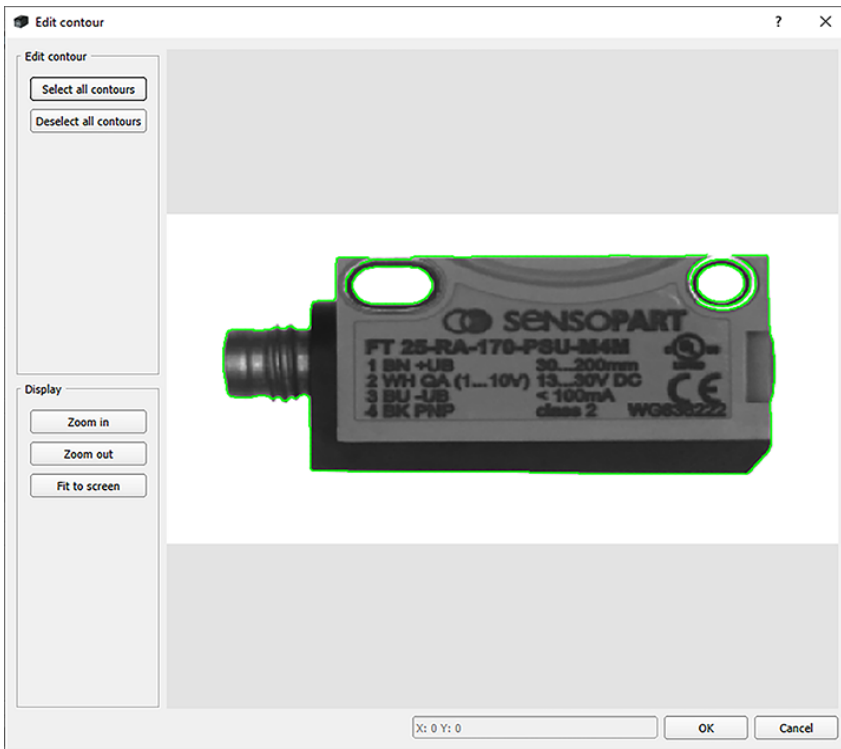 Edit contour
? ×
Edit contour
Select all contours
Deselect all contours
Display
Zoom in
Zoom out
Fit to screen
SENSOPART
FT 25-RA-170-PSU-M4M
1 BN +UB 30...200mm
2 WH QA (1...10V) 13...30V DC
3 BU -UB < 100mA
4 BK PNP class 2
UL
CE
X: 0 Y: 0
OK
Cancel